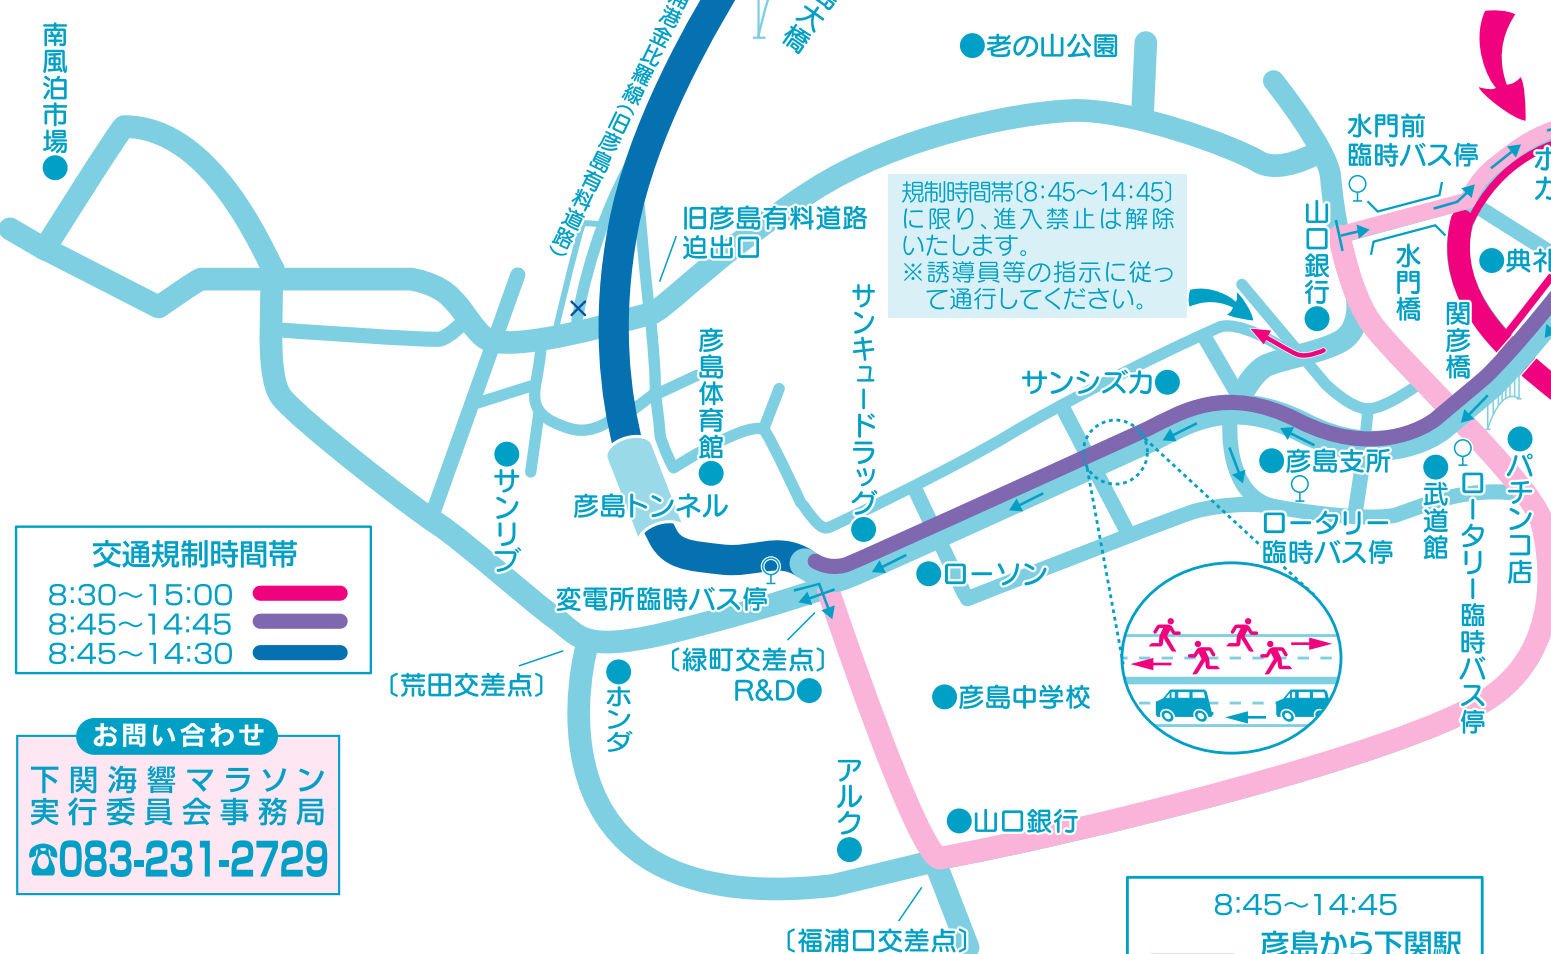 南風泊市場
浦港金比羅線(旧彦島有料道路)
大橋
老の山公園
水門前
臨時バス停
規制時間帯〔8:45〜14:45〕
に限り、進入禁止は解除
いたします。
※誘導員等の指示に従っ
て通行してください。
旧彦島有料道路
迫出口
山口銀行
水門橋
典礼
関彦橋
サンキュードラッグ
彦島体育館
サンシズカ
サンリブ
彦島トンネル
彦島支所
ロータリー
臨時バス停
武道館
ロータリー臨時バス停
パチンコ店
ローソン
変電所臨時バス停
〔緑町交差点〕
R&D
〔荒田交差点〕
ホンダ
彦島中学校
アルク
山口銀行
〔福浦口交差点〕
交通規制時間帯
8:30〜15:00
8:45〜14:45
8:45〜14:30
お問い合わせ
下関海響マラソン
実行委員会事務局
☎083-231-2729
8:45〜14:45
彦島から下関駅